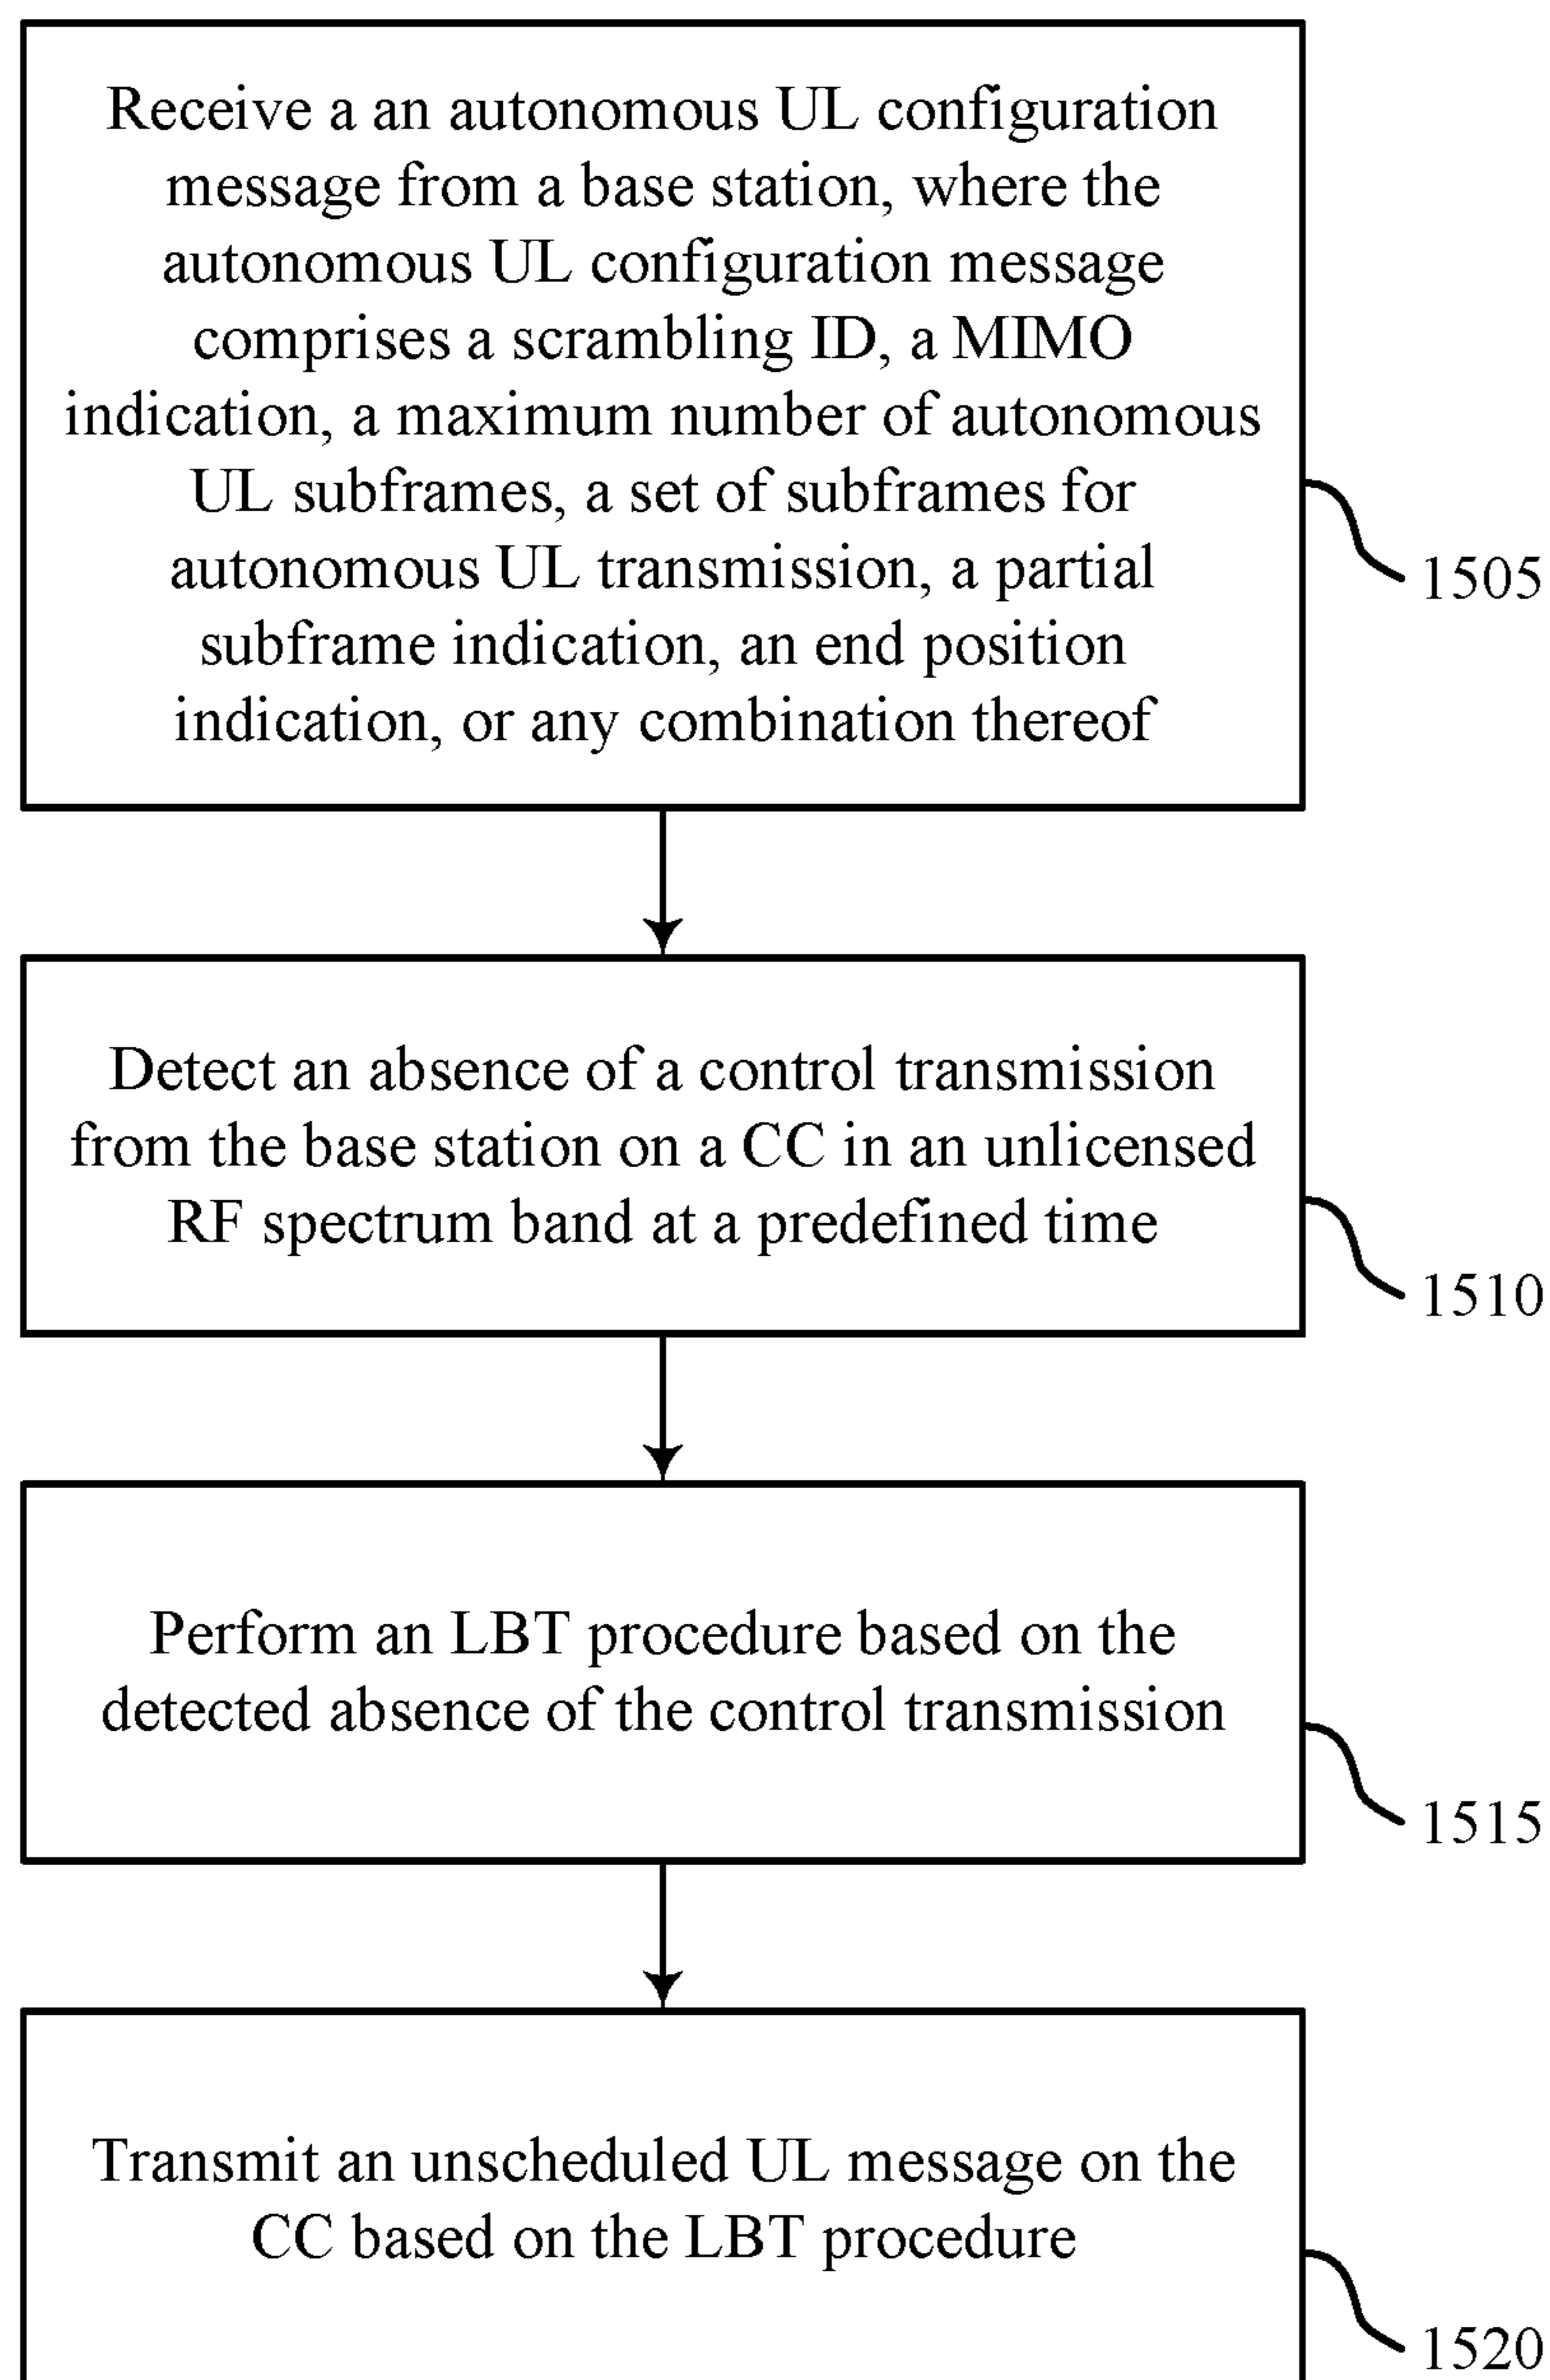 Receive a an autonomous UL configuration
message from a base station, where the
autonomous UL configuration message
comprises a scrambling ID, a MIMO
indication, a maximum number of autonomous
UL subframes, a set of subframes for
autonomous UL transmission, a partial
subframe indication, an end position
indication, or any combination thereof
1505
Detect an absence of a control transmission
from the base station on a CC in an unlicensed
RF spectrum band at a predefined time
1510
Perform an LBT procedure based on the
detected absence of the control transmission
1515
Transmit an unscheduled UL message on the
CC based on the LBT procedure
1520